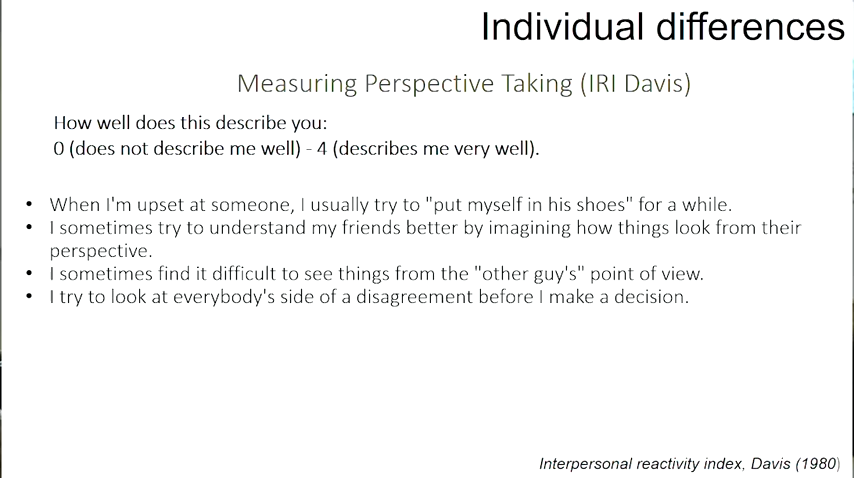 Individual differences
Measuring Perspective Taking (IRI Davis)
How well does this describe you:
0 (does not describe me well) - 4 (describes me very well).
• When I'm upset at someone, I usually try to "put myself in his shoes" for a while.
• I sometimes try to understand my friends better by imagining how things look from their
perspective.
• I sometimes find it difficult to see things from the "other guy's" point of view.
• I try to look at everybody's side of a disagreement before I make a decision.
Interpersonal reactivity index, Davis (1980)